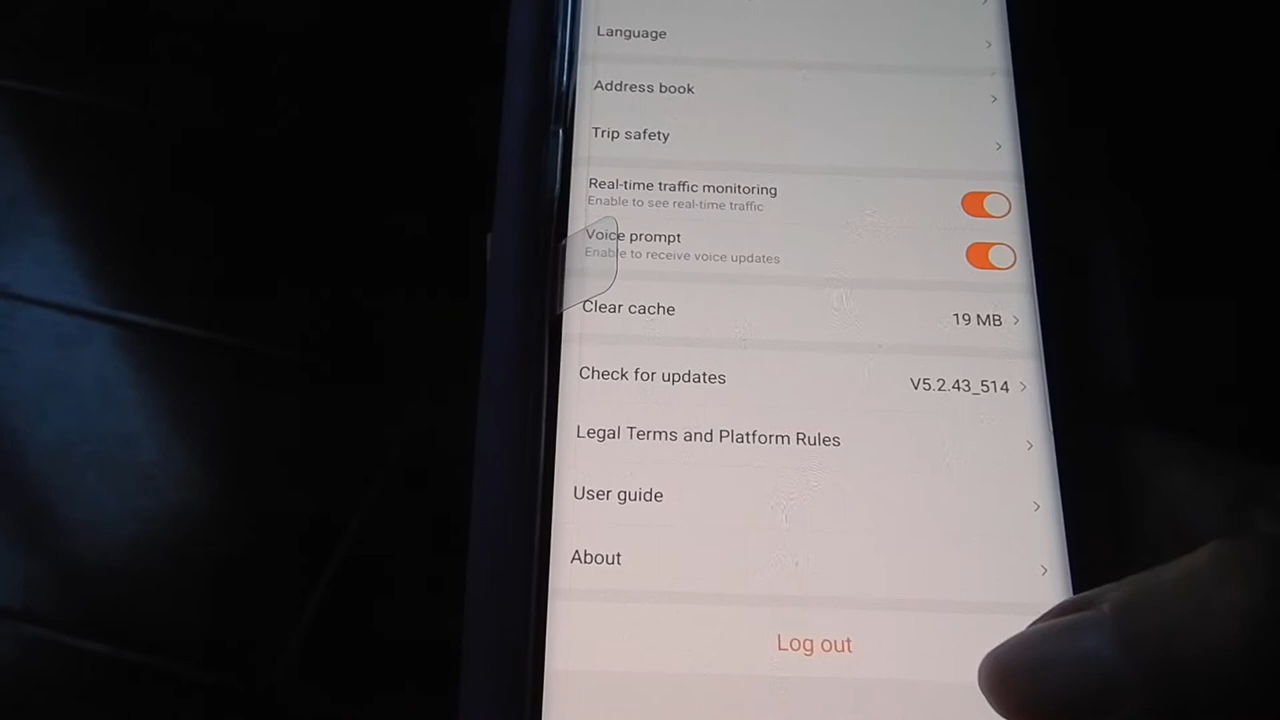 Language
Address book
Trip safety
Real-time traffic monitoring
Enable to see real-time traffic
Voice prompt
Enable to receive voice updates
Clear cache
19 MB
Check for updates
V5.2.43_514
Legal Terms and Platform Rules
User guide
About
Log out